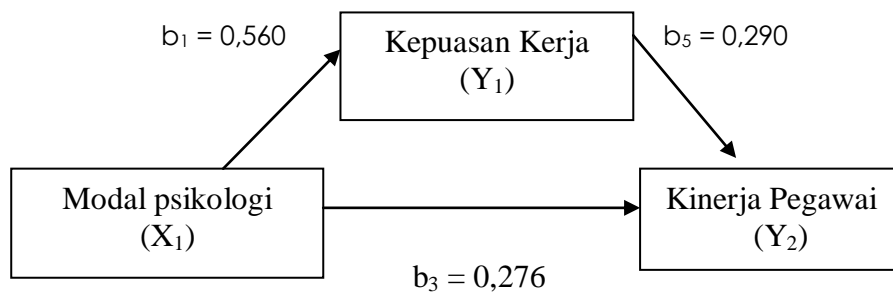 b₁ = 0,560
Kepuasan Kerja
(Y₁)
b₅ = 0,290
Modal psikologi
(X₁)
Kinerja Pegawai
(Y₂)
b₃ = 0,276